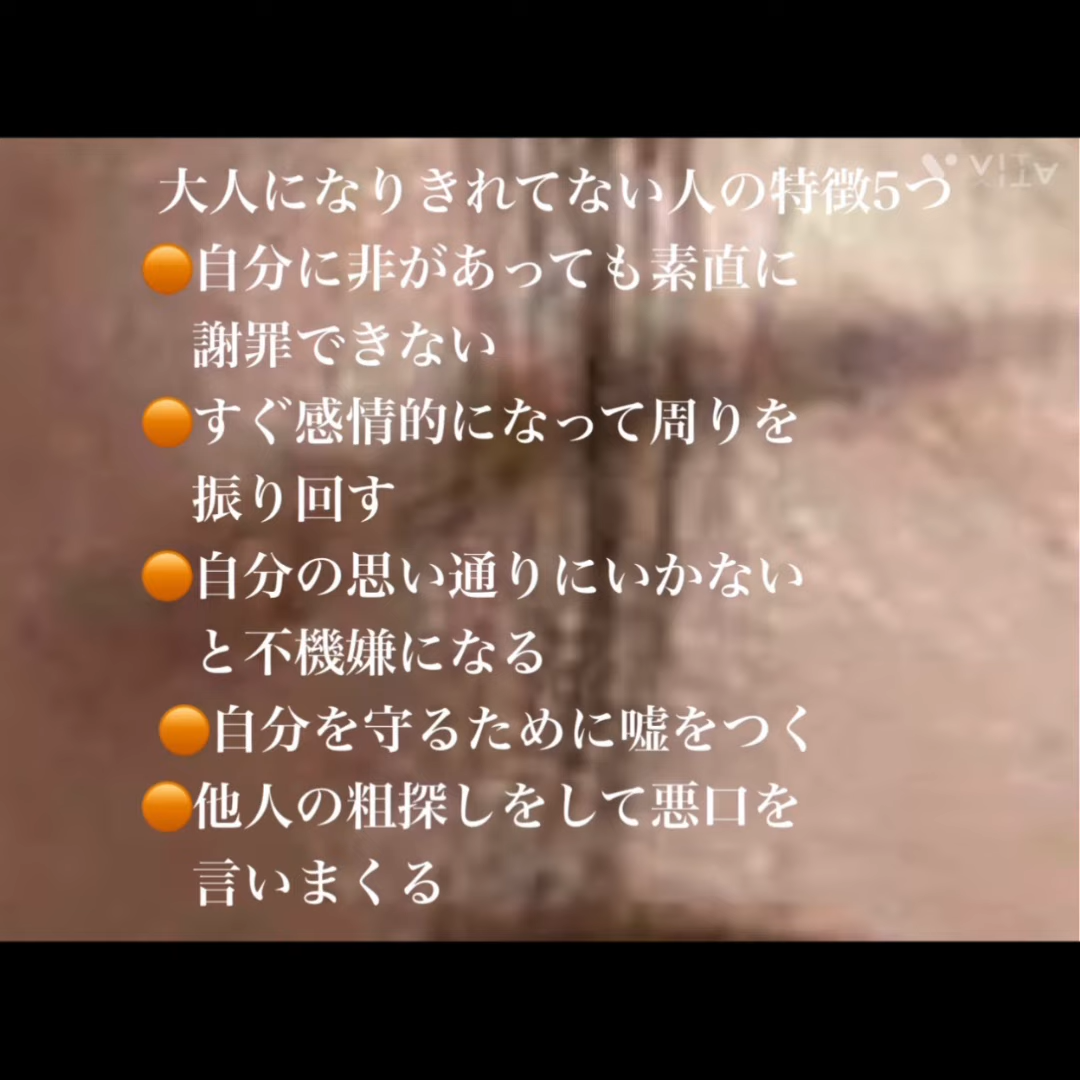 大人になりきれてない人の特徴5つ
🟠自分に非があっても素直に
謝罪できない
🟠すぐ感情的になって周りを
振り回す
🟠自分の思い通りにいかない
と不機嫌になる
🟠自分を守るために嘘をつく
🟠他人の粗探しをして悪口を
言いまくる
VITA